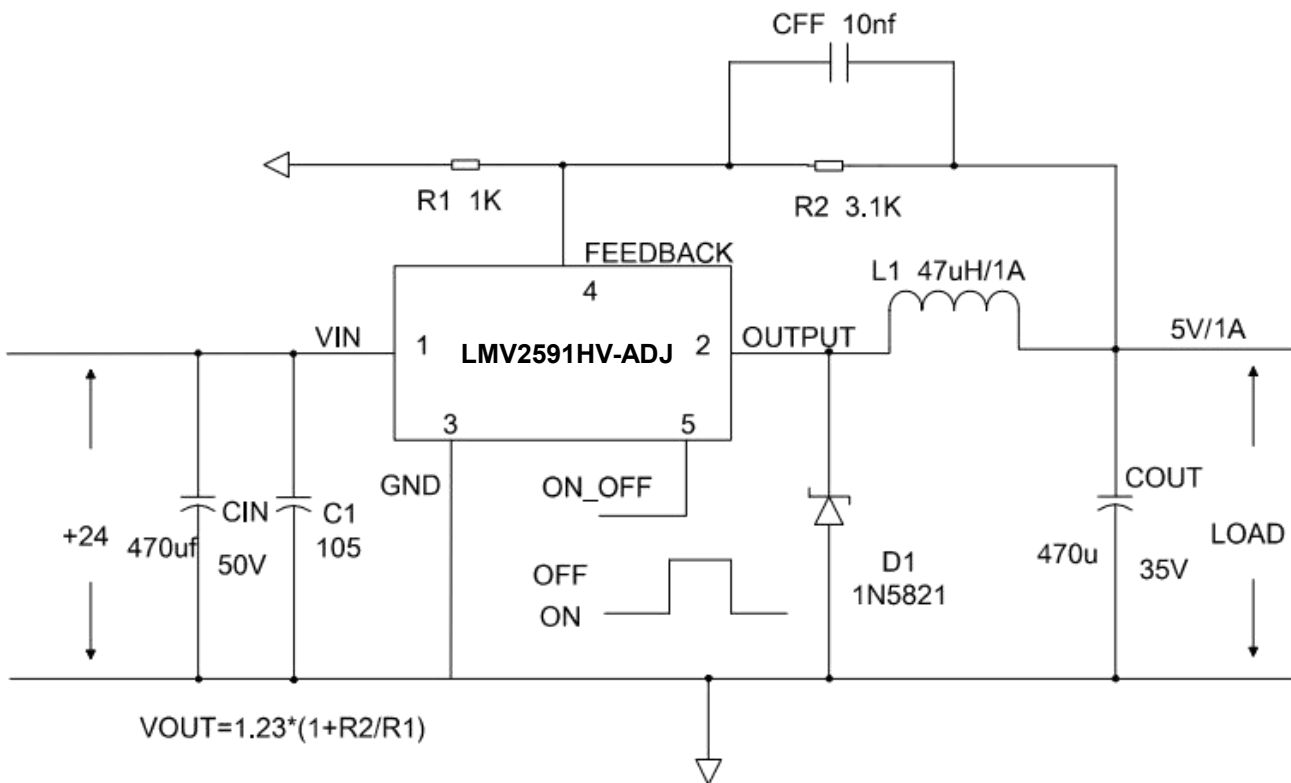 CFF 10nf
R1 1K
R2 3.1K
FEEDBACK
4
L1 47uH/1A
VIN
1
LMV2591HV-ADJ
2
OUTPUT
5V/1A
3
5
GND
ON_OFF
+24
470uf
CIN
50V
C1
105
OFF
ON
D1
1N5821
COUT
470u
35V
LOAD
VOUT=1.23*(1+R2/R1)